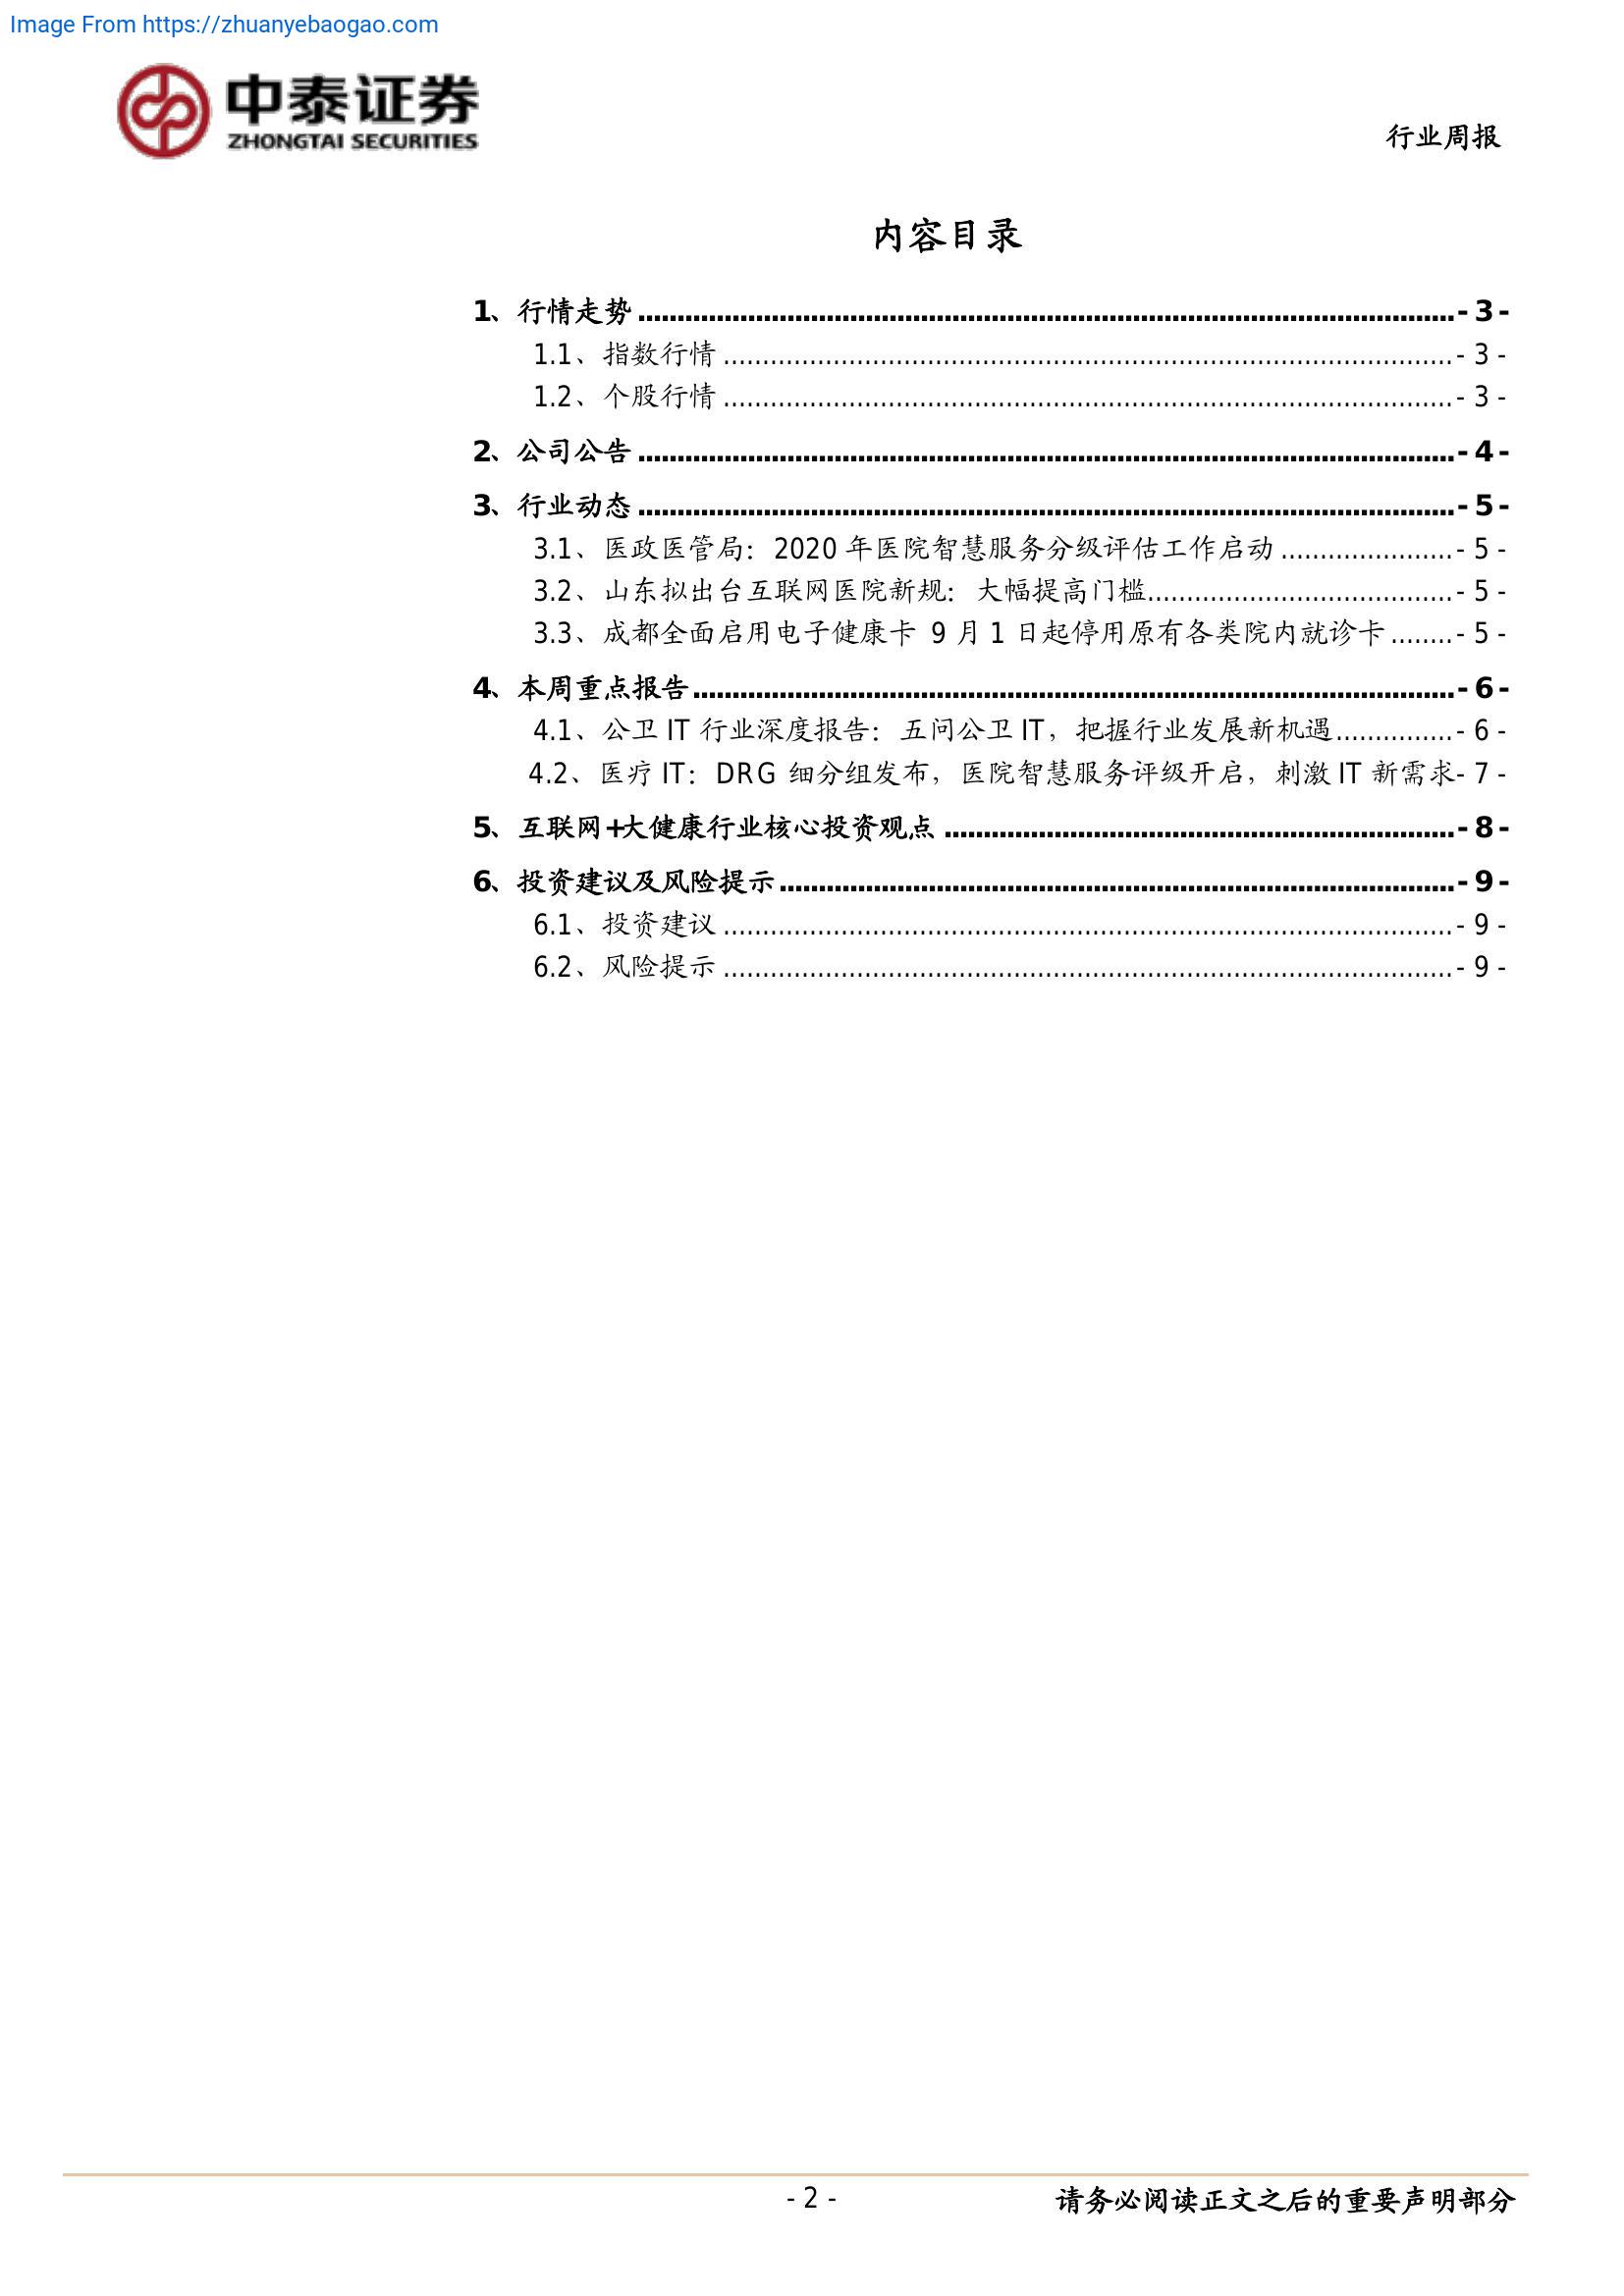 Image From https://zhuanyebaogao.com
中泰证券
ZHONGTAI SECURITIES
行业周报
内容目录
1、行情走势 ........................................................................................................ - 3 -
1.1、指数行情 ............................................................................................. - 3 -
1.2、个股行情 ............................................................................................. - 3 -
2、公司公告 ........................................................................................................ - 4 -
3、行业动态 ........................................................................................................ - 5 -
3.1、医政医管局：2020 年医院智慧服务分级评估工作启动 ...................... - 5 -
3.2、山东拟出台互联网医院新规：大幅提高门槛....................................... - 5 -
3.3、成都全面启用电子健康卡 9 月 1 日起停用原有各类院内就诊卡 ........ - 5 -
4、本周重点报告................................................................................................. - 6 -
4.1、公卫 IT 行业深度报告：五问公卫 IT，把握行业发展新机遇............... - 6 -
4.2、医疗 IT：DRG 细分组发布，医院智慧服务评级开启，刺激 IT 新需求- 7 -
5、互联网+大健康行业核心投资观点 ................................................................. - 8 -
6、投资建议及风险提示...................................................................................... - 9 -
6.1、投资建议 ............................................................................................. - 9 -
6.2、风险提示 ............................................................................................. - 9 -
- 2 -
请务必阅读正文之后的重要声明部分